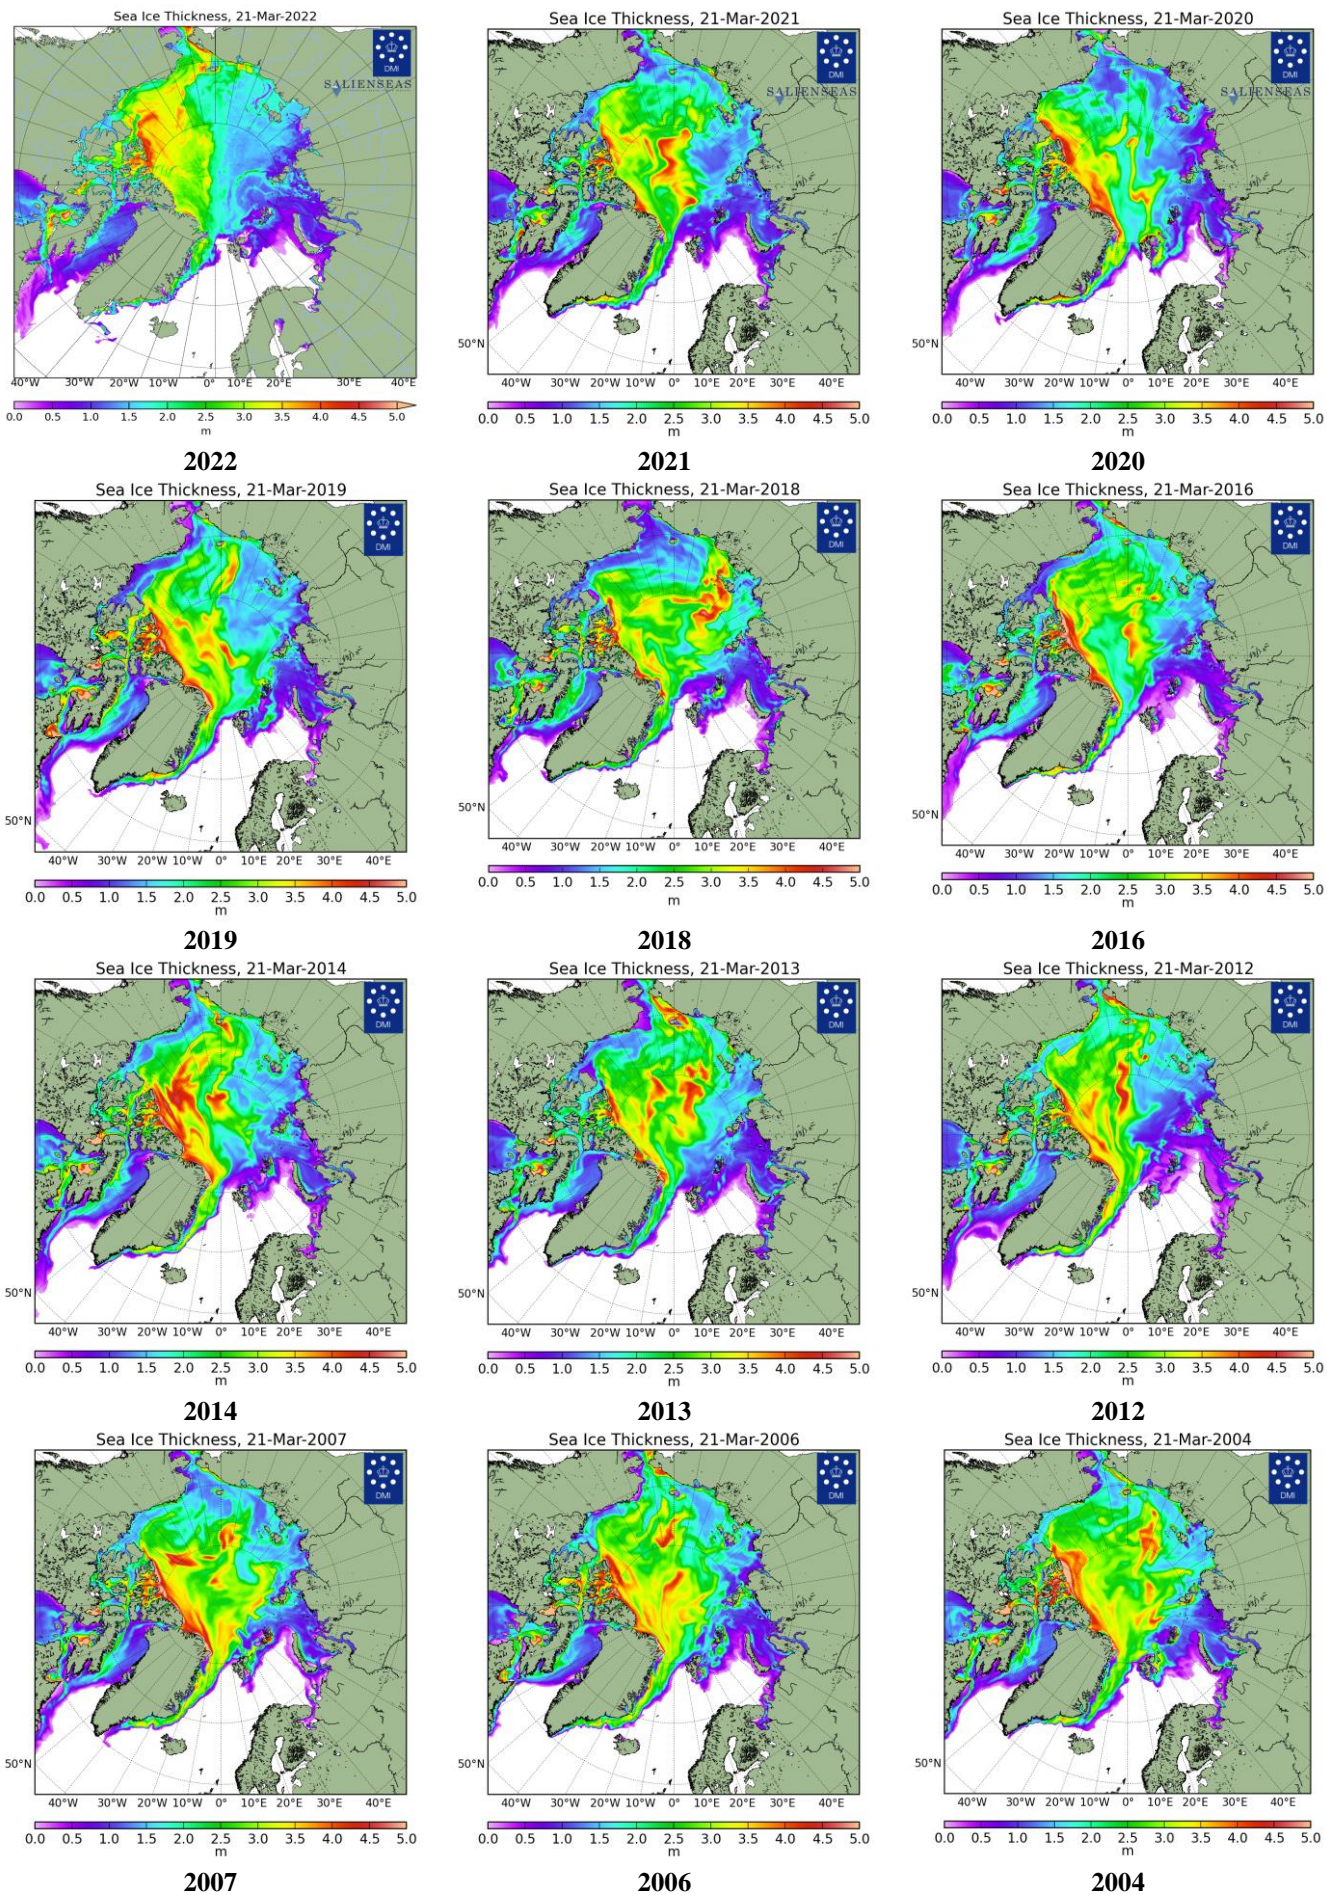 Sea Ice Thickness, 21-Mar-2022
DMI
SALIENSEAS
40°W 30°W 20°W 10°W 0° 10°E 20°E 30°E 40°E
0.0 0.5 1.0 1.5 2.0 2.5 3.0 3.5 4.0 4.5 5.0
m
2022
Sea Ice Thickness, 21-Mar-2021
DMI
SALIENSEAS
50°N
40°W 30°W 20°W 10°W 0° 10°E 20°E 30°E 40°E
0.0 0.5 1.0 1.5 2.0 2.5 3.0 3.5 4.0 4.5 5.0
m
2021
Sea Ice Thickness, 21-Mar-2020
DMI
SALIENSEAS
50°N
40°W 30°W 20°W 10°W 0° 10°E 20°E 30°E 40°E
0.0 0.5 1.0 1.5 2.0 2.5 3.0 3.5 4.0 4.5 5.0
m
2020
Sea Ice Thickness, 21-Mar-2019
DMI
50°N
40°W 30°W 20°W 10°W 0° 10°E 20°E 30°E 40°E
0.0 0.5 1.0 1.5 2.0 2.5 3.0 3.5 4.0 4.5 5.0
m
2019
Sea Ice Thickness, 21-Mar-2018
DMI
50°N
40°W 30°W 20°W 10°W 0° 10°E 20°E 30°E 40°E
0.0 0.5 1.0 1.5 2.0 2.5 3.0 3.5 4.0 4.5 5.0
m
2018
Sea Ice Thickness, 21-Mar-2016
DMI
50°N
40°W 30°W 20°W 10°W 0° 10°E 20°E 30°E 40°E
0.0 0.5 1.0 1.5 2.0 2.5 3.0 3.5 4.0 4.5 5.0
m
2016
Sea Ice Thickness, 21-Mar-2014
DMI
50°N
40°W 30°W 20°W 10°W 0° 10°E 20°E 30°E 40°E
0.0 0.5 1.0 1.5 2.0 2.5 3.0 3.5 4.0 4.5 5.0
m
2014
Sea Ice Thickness, 21-Mar-2013
DMI
50°N
40°W 30°W 20°W 10°W 0° 10°E 20°E 30°E 40°E
0.0 0.5 1.0 1.5 2.0 2.5 3.0 3.5 4.0 4.5 5.0
m
2013
Sea Ice Thickness, 21-Mar-2012
DMI
50°N
40°W 30°W 20°W 10°W 0° 10°E 20°E 30°E 40°E
0.0 0.5 1.0 1.5 2.0 2.5 3.0 3.5 4.0 4.5 5.0
m
2012
Sea Ice Thickness, 21-Mar-2007
DMI
50°N
40°W 30°W 20°W 10°W 0° 10°E 20°E 30°E 40°E
0.0 0.5 1.0 1.5 2.0 2.5 3.0 3.5 4.0 4.5 5.0
m
2007
Sea Ice Thickness, 21-Mar-2006
DMI
50°N
40°W 30°W 20°W 10°W 0° 10°E 20°E 30°E 40°E
0.0 0.5 1.0 1.5 2.0 2.5 3.0 3.5 4.0 4.5 5.0
m
2006
Sea Ice Thickness, 21-Mar-2004
DMI
50°N
40°W 30°W 20°W 10°W 0° 10°E 20°E 30°E 40°E
0.0 0.5 1.0 1.5 2.0 2.5 3.0 3.5 4.0 4.5 5.0
m
2004